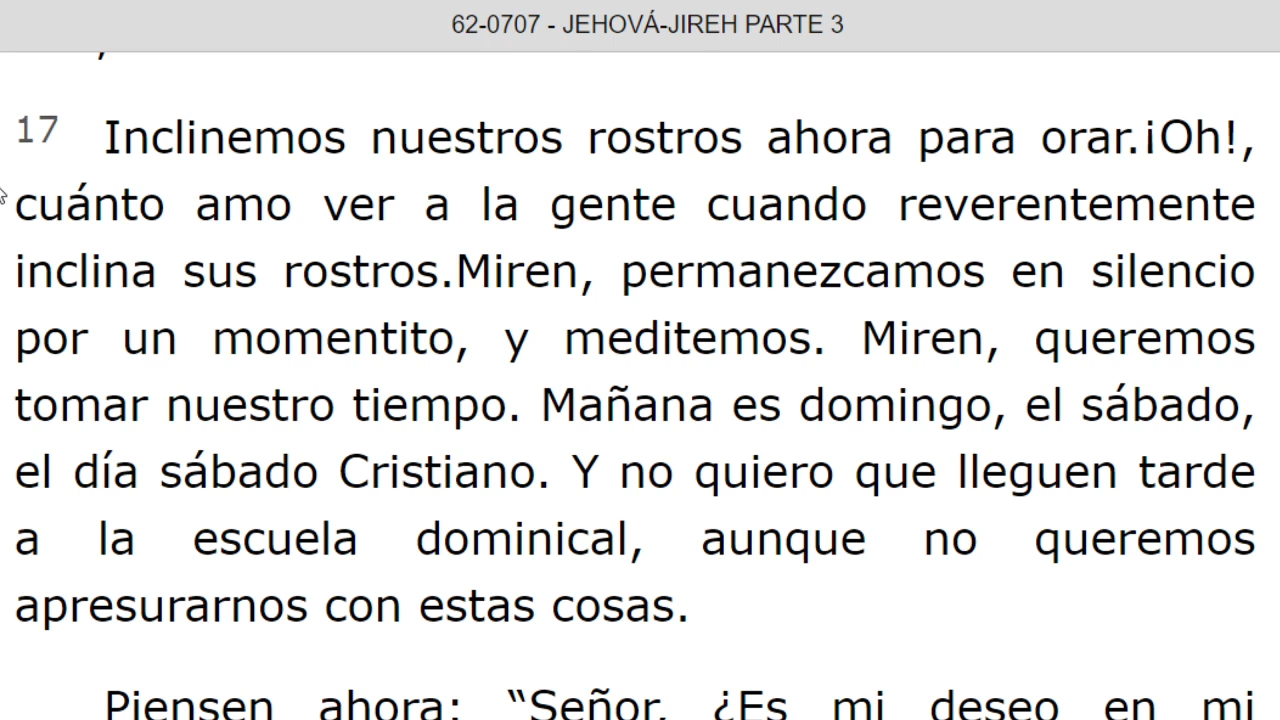 62-0707 - JEHOVÁ-JIREH PARTE 3
17 Inclinemos nuestros rostros ahora para orar.¡Oh!,
cuánto amo ver a la gente cuando reverentemente
inclina sus rostros.Miren, permanezcamos en silencio
por un momentito, y meditemos. Miren, queremos
tomar nuestro tiempo. Mañana es domingo, el sábado,
el día sábado Cristiano. Y no quiero que lleguen tarde
a la escuela dominical, aunque no queremos
apresurarnos con estas cosas.
Piensen ahora: “Señor, ¿Es mi deseo en mi